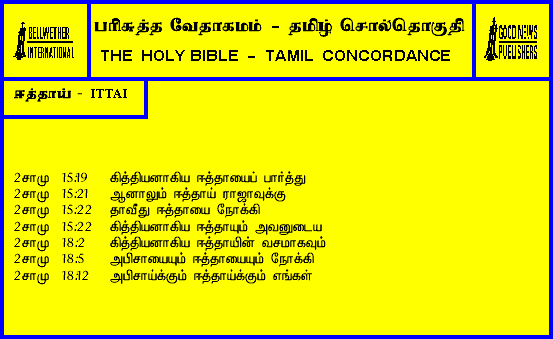 BELLWETHER
INTERNATIONAL
பரிசுத்த வேதாகமம் - தமிழ் சொல்தொகுதி
THE HOLY BIBLE - TAMIL CONCORDANCE
GOOD NEWS
PUBLISHERS
ஈத்தாய் - ITTAI
2சாமு 15:19 கித்தியனாகிய ஈத்தாயைப் பார்த்து
2சாமு 15:21 ஆனாலும் ஈத்தாய் ராஜாவுக்கு
2சாமு 15:22 தாவீது ஈத்தாயை நோக்கி
2சாமு 15:22 கித்தியனாகிய ஈத்தாயும் அவனுடைய
2சாமு 18:2 கித்தியனாகிய ஈத்தாயின் வசமாகவும்
2சாமு 18:5 அபிசாயையும் ஈத்தாயையும் நோக்கி
2சாமு 18:12 அபிசாய்க்கும் ஈத்தாய்க்கும் எங்கள்